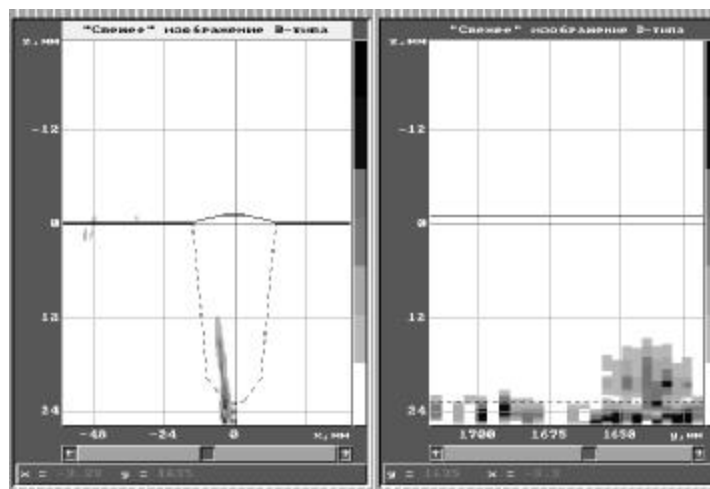 "Свежее" изображение B-типа
z,мм
-12
0
12
24
-48 -24 0 x,мм
"Свежее" изображение B-типа
z,мм
-12
0
12
24
1700 1675 1650 y,мм